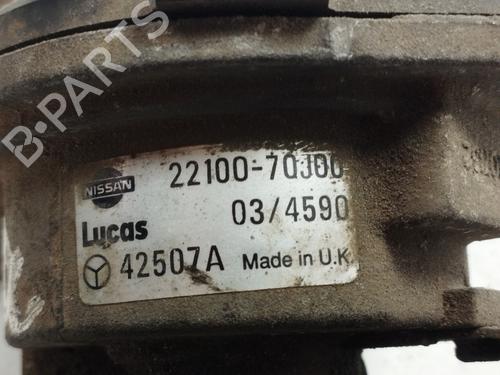 B-PARTS
NISSAN 22100-70J00
Lucas 03/4590
42507A Made in U.K